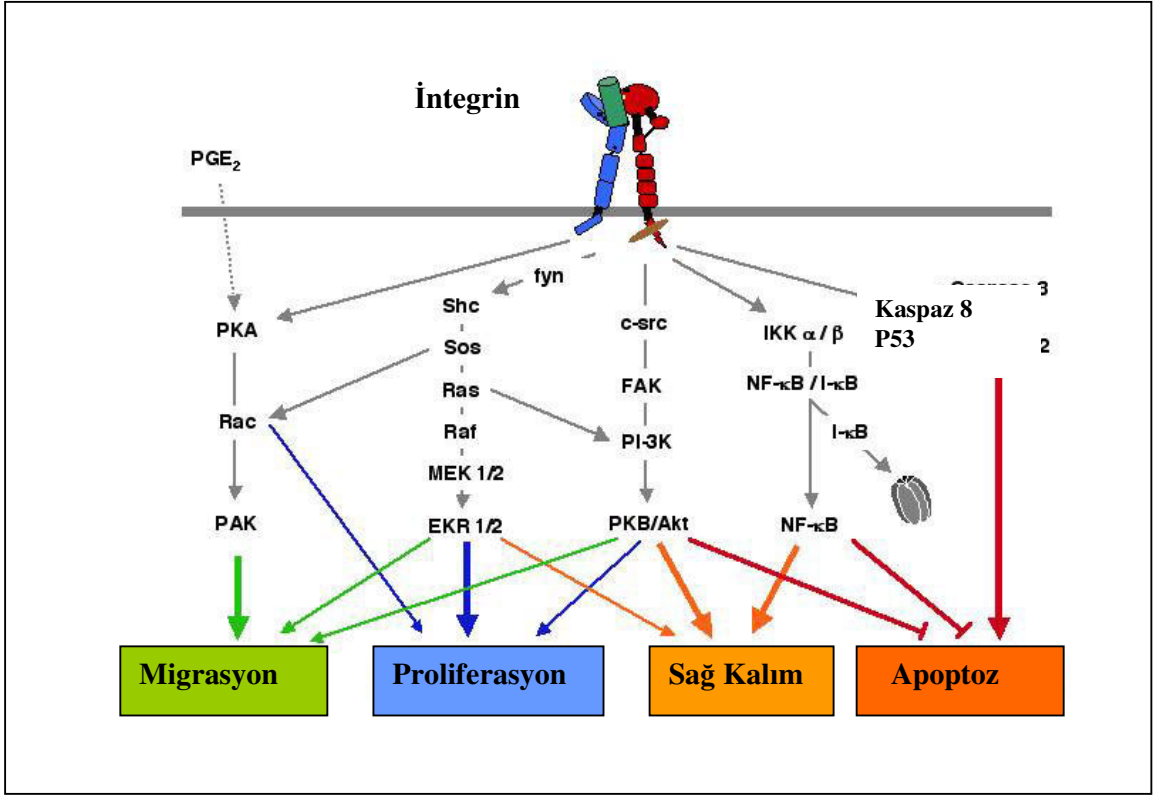 İntegrin
PGE₂
fyn
Shc
Kaspaz 8
P53
PKA
Sos
c-src
IKK α / β
2
Ras
FAK
NF-κB / I-κB
Rac
Raf
PI-3K
I-κB
MEK 1/2
PAK
EKR 1/2
PKB/Akt
NF-κB
Migrasyon
Proliferasyon
Sağ Kalım
Apoptoz